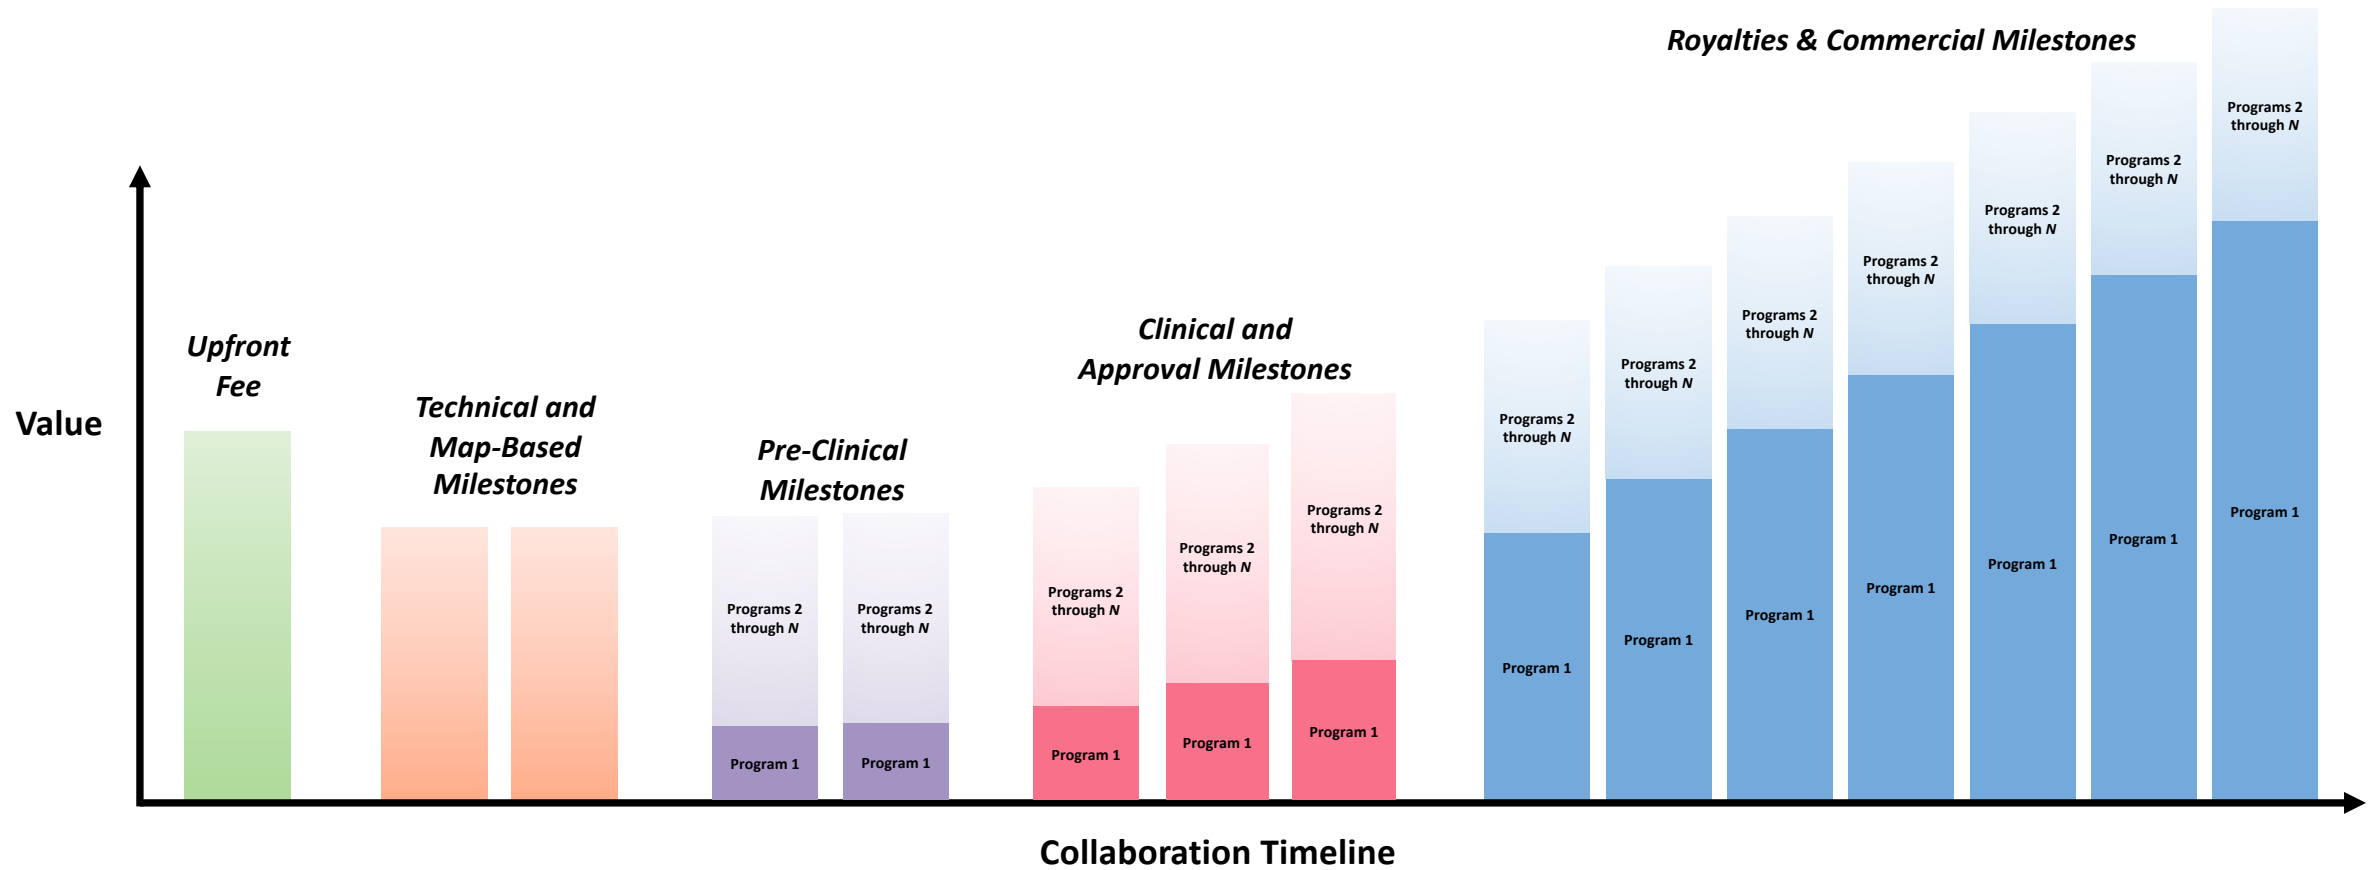 Royalties & Commercial Milestones
Upfront
Fee
Technical and
Map-Based
Milestones
Pre-Clinical
Milestones
Clinical and
Approval Milestones
Value
Programs 2
through N
Program 1
Programs 2
through N
Program 1
Programs 2
through N
Program 1
Programs 2
through N
Program 1
Programs 2
through N
Program 1
Programs 2
through N
Program 1
Programs 2
through N
Program 1
Programs 2
through N
Program 1
Programs 2
through N
Program 1
Programs 2
through N
Program 1
Programs 2
through N
Program 1
Programs 2
through N
Program 1
Collaboration Timeline